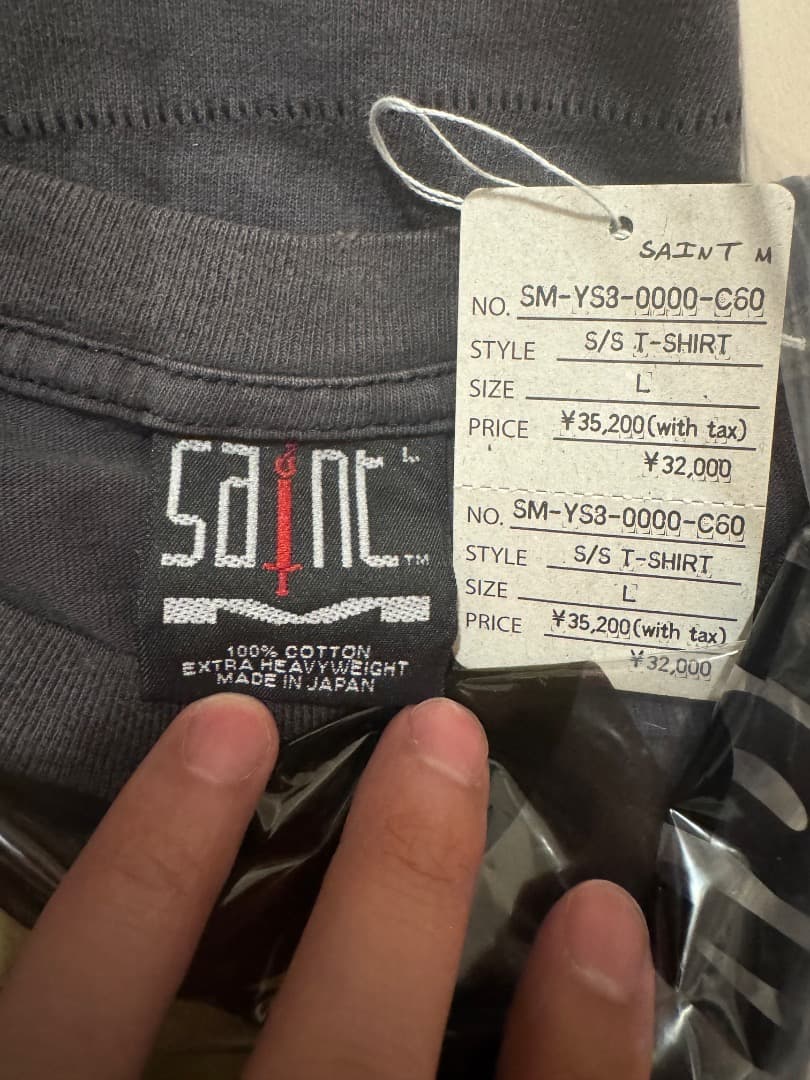 SAINT M
NO. SM-YS3-0000-C60
STYLE S/S T-SHIRT
SIZE L
PRICE ¥35,200(with tax)
¥32,000
NO. SM-YS3-0000-C60
STYLE S/S T-SHIRT
SIZE L
PRICE ¥35,200(with tax)
¥32,000
saint L
TM
100% COTTON
EXTRA HEAVYWEIGHT
MADE IN JAPAN